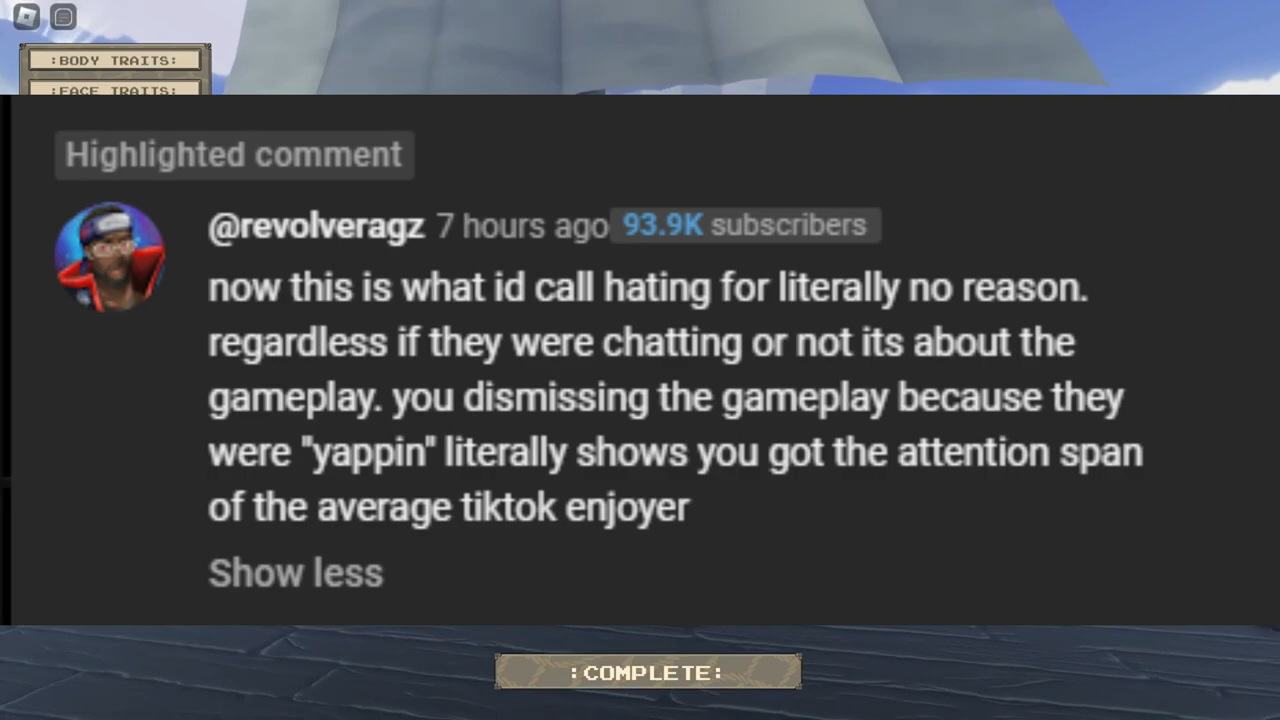 :BODY TRAITS:
:FACE TRAITS:
Highlighted comment
@revolveragz 7 hours ago 93.9K subscribers
now this is what id call hating for literally no reason.
regardless if they were chatting or not its about the
gameplay. you dismissing the gameplay because they
were "yappin" literally shows you got the attention span
of the average tiktok enjoyer
Show less
:COMPLETE: